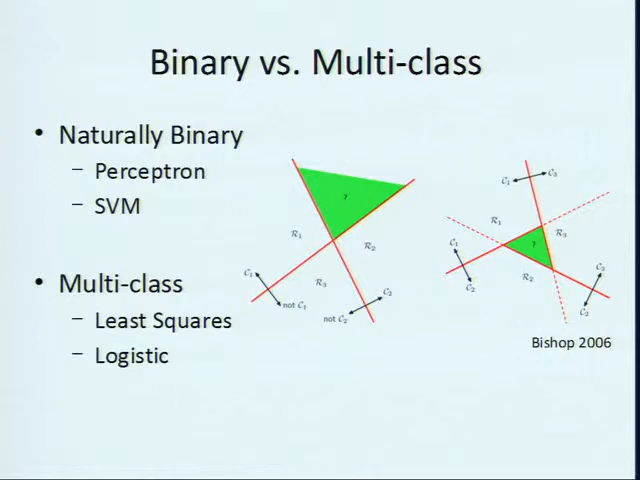 Binary vs. Multi-class
• Naturally Binary
– Perceptron
– SVM
• Multi-class
– Least Squares
– Logistic
?
R₁
R₂
R₃
C₁
not C₁
C₂
not C₂
C₁
C₃
R₁
R₃
?
C₁
R₂
C₃
C₂
C₂
Bishop 2006